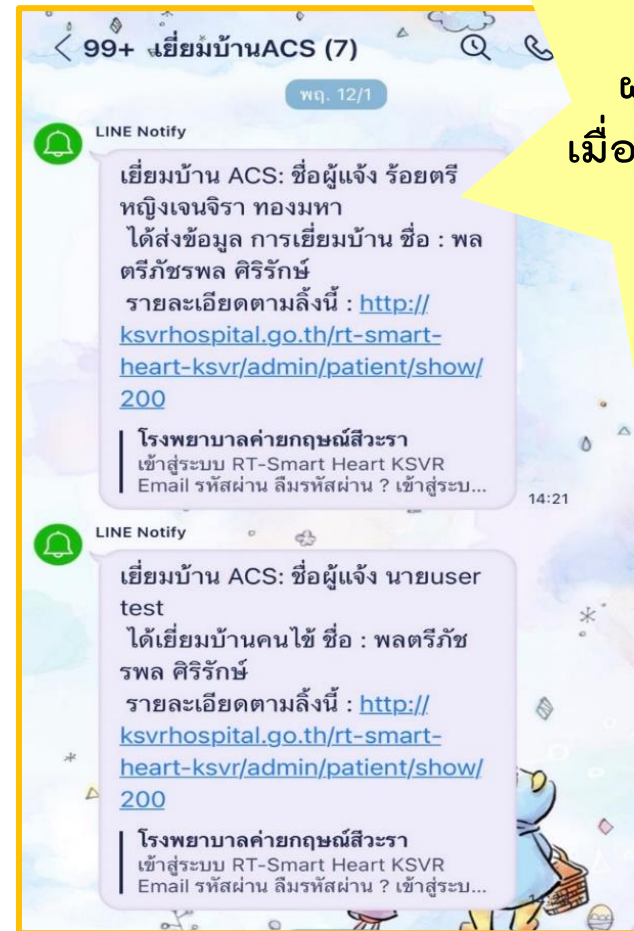 99+ เยี่ยมบ้านACS (7)
เมื่อ
พฤ. 12/1
LINE Notify
เยี่ยมบ้าน ACS: ชื่อผู้แจ้ง ร้อยตรี
หญิงเจนจิรา ทองมหา
ได้ส่งข้อมูล การเยี่ยมบ้าน ชื่อ : พล
ตรีภัชรพล ศิริรักษ์
รายละเอียดตามลิ้งนี้ : http://
ksvrhospital.go.th/rt-smart-
heart-ksvr/admin/patient/show/
200
โรงพยาบาลค่ายกฤษณ์สีวะรา
เข้าสู่ระบบ RT-Smart Heart KSVR
Email รหัสผ่าน ลืมรหัสผ่าน ? เข้าสู่ระบ...
14:21
LINE Notify
เยี่ยมบ้าน ACS: ชื่อผู้แจ้ง นายuser
test
ได้เยี่ยมบ้านคนไข้ ชื่อ : พลตรีภัช
รพล ศิริรักษ์
รายละเอียดตามลิ้งนี้ : http://
ksvrhospital.go.th/rt-smart-
heart-ksvr/admin/patient/show/
200
โรงพยาบาลค่ายกฤษณ์สีวะรา
เข้าสู่ระบบ RT-Smart Heart KSVR
Email รหัสผ่าน ลืมรหัสผ่าน ? เข้าสู่ระบ...